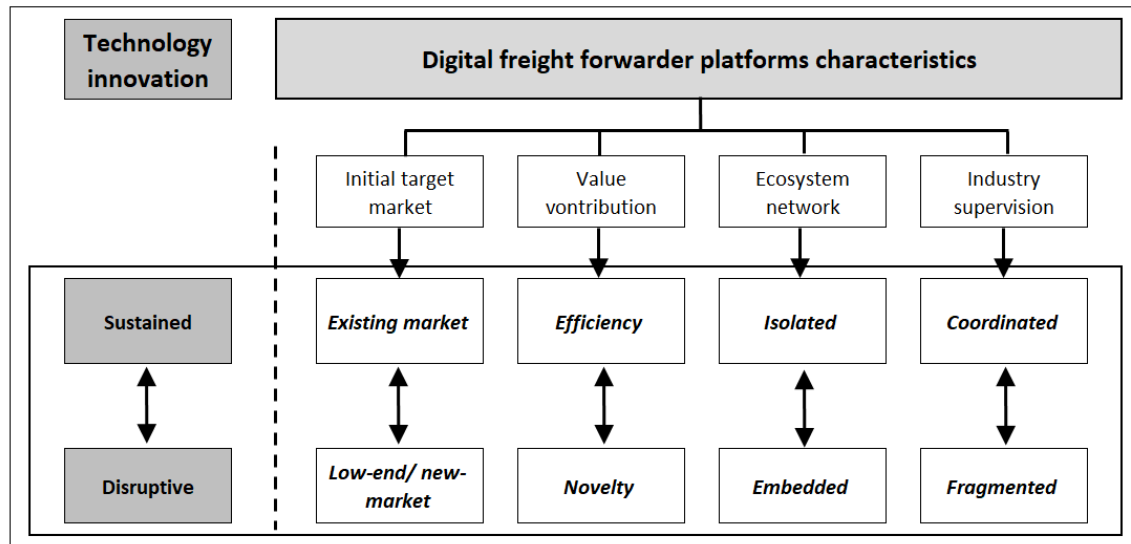 Technology
innovation
Digital freight forwarder platforms characteristics
Initial target
market
Value
vontribution
Ecosystem
network
Industry
supervision
Sustained
Existing market
Efficiency
Isolated
Coordinated
Disruptive
Low-end/ new-
market
Novelty
Embedded
Fragmented